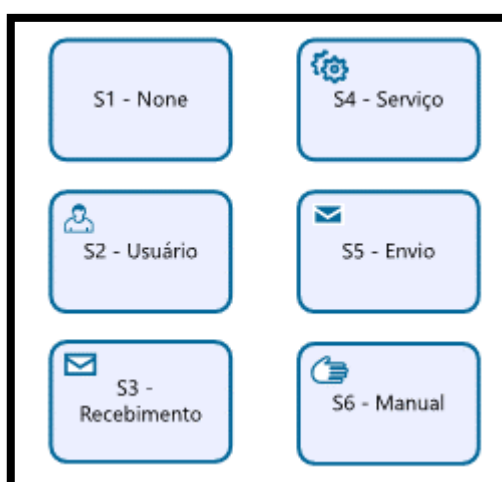 S1 - None
S4 - Serviço
S2 - Usuário
S5 - Envio
S3 -
Recebimento
S6 - Manual